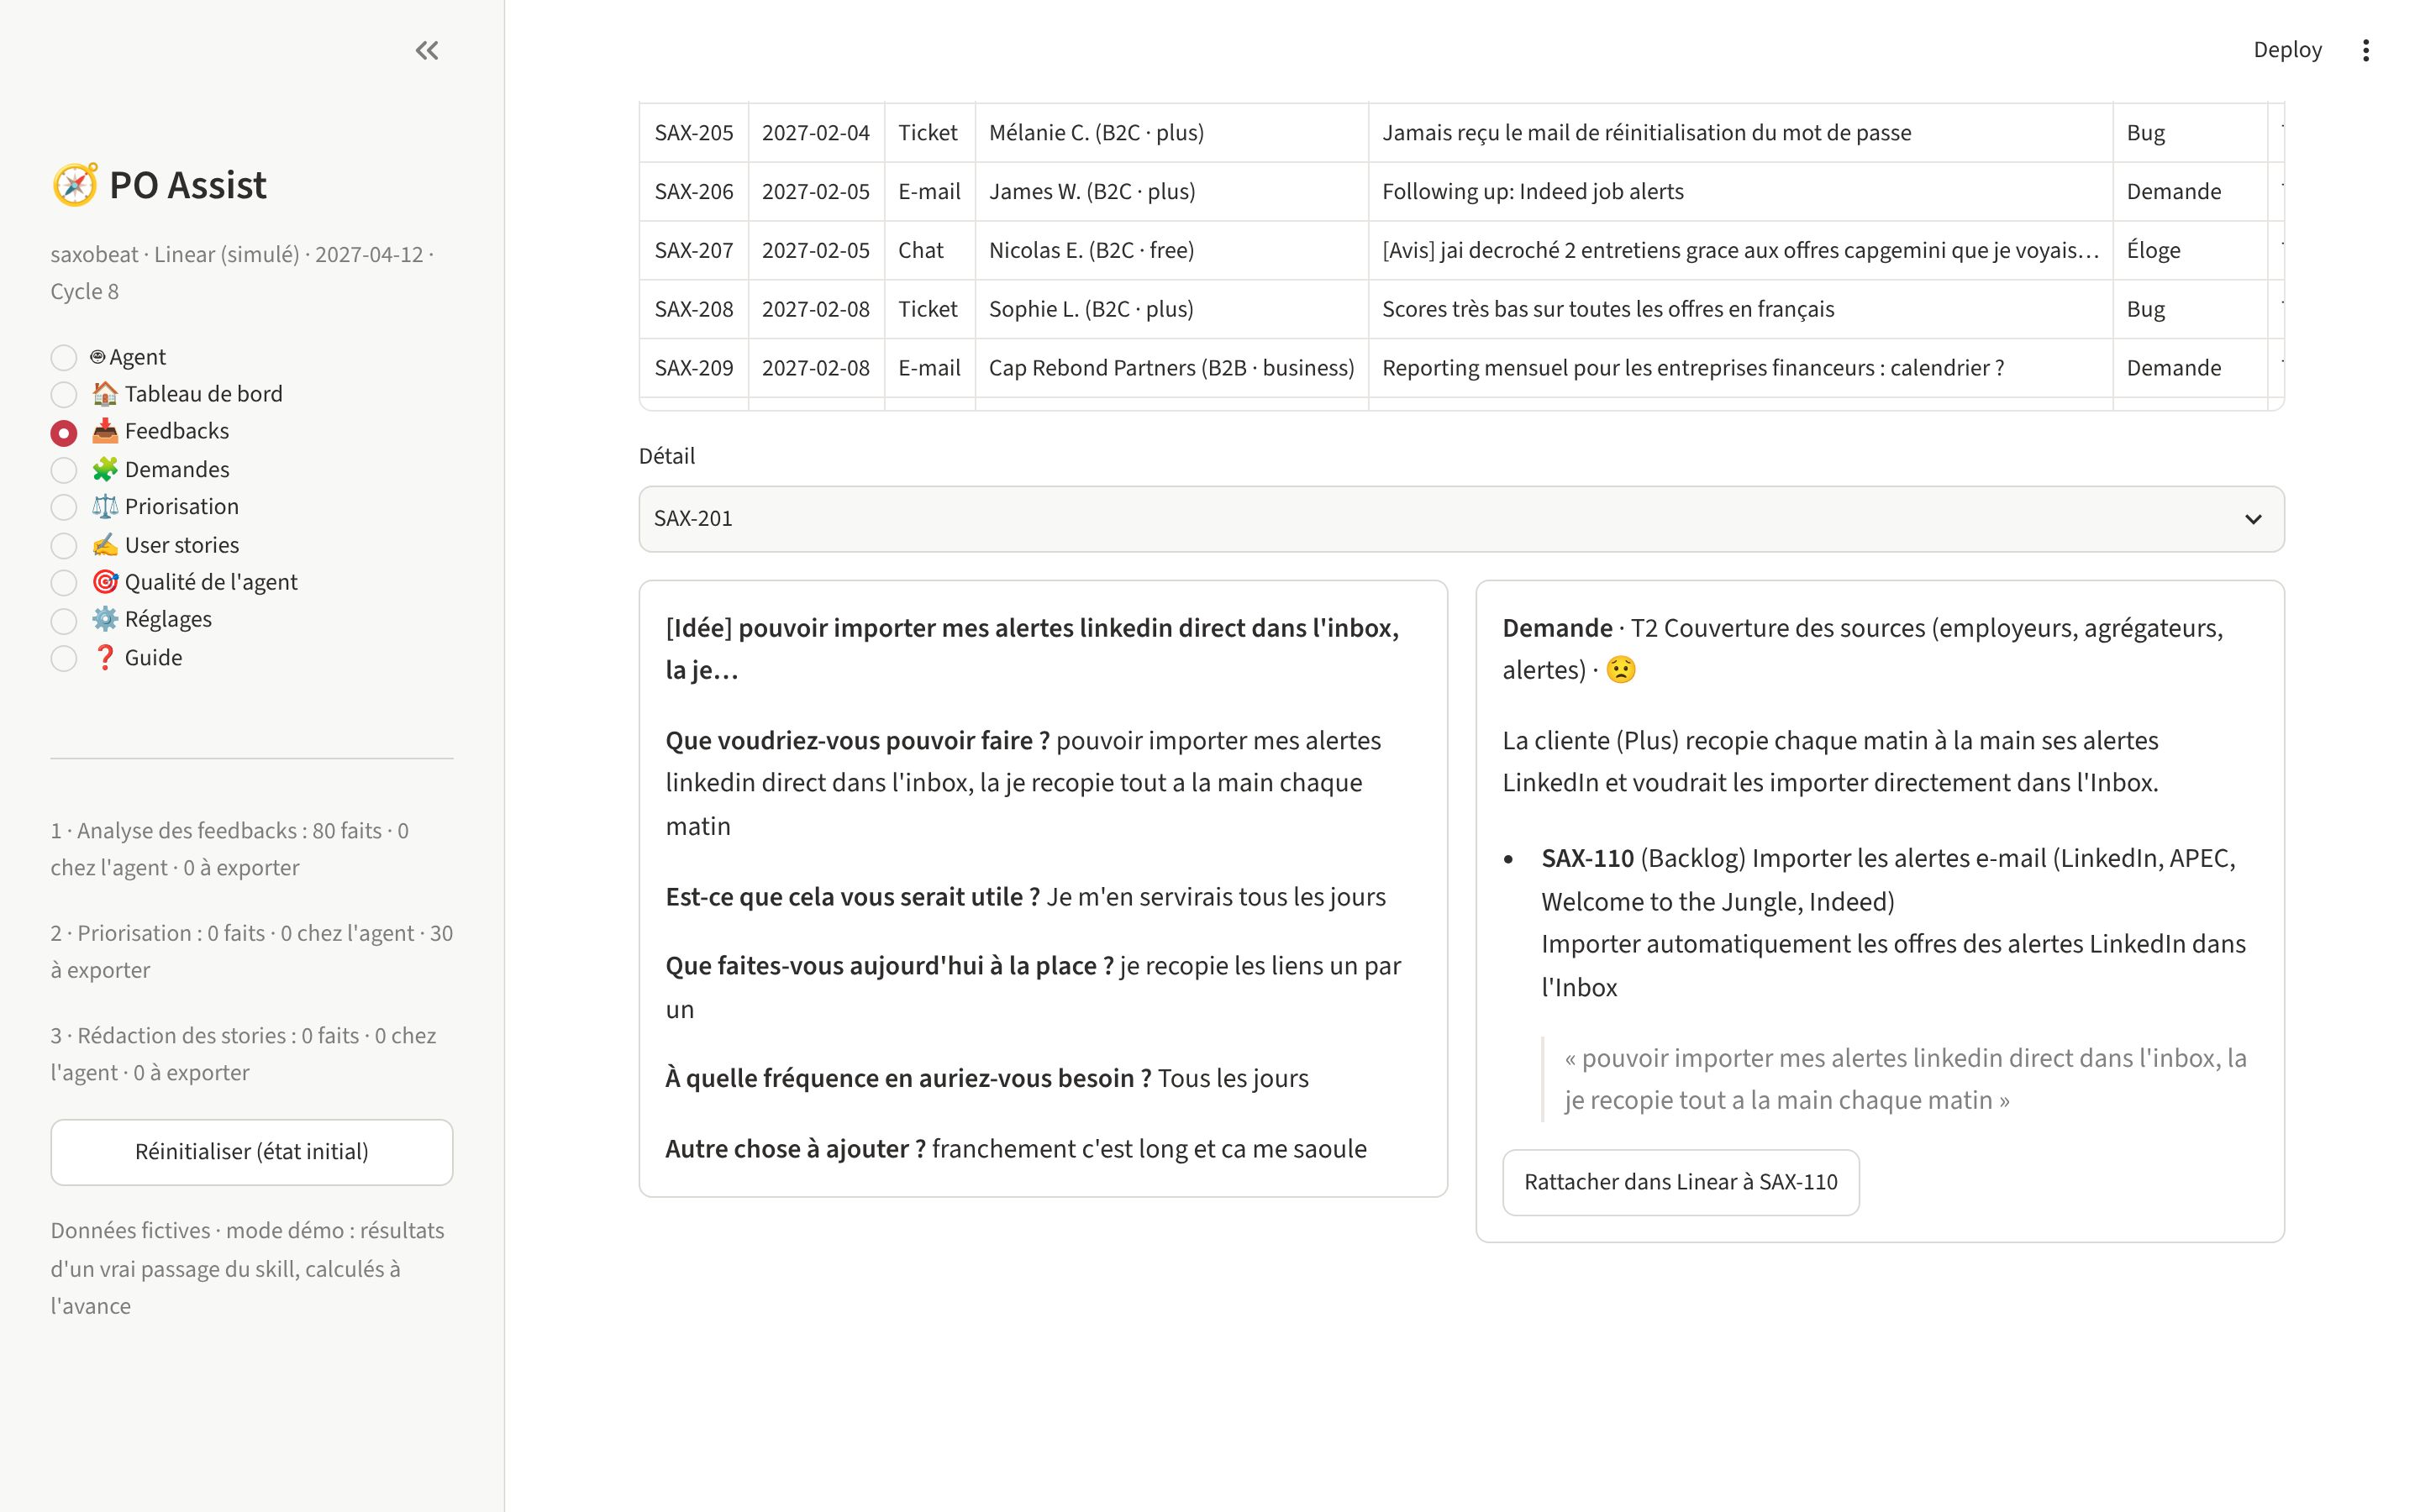 Deploy
PO Assist
saxobeat · Linear (simulé) · 2027-04-12 ·
Cycle 8
Agent
Tableau de bord
Feedbacks
Demandes
Priorisation
User stories
Qualité de l'agent
Réglages
Guide
1 · Analyse des feedbacks : 80 faits · 0
chez l'agent · 0 à exporter
2 · Priorisation : 0 faits · 0 chez l'agent · 30
à exporter
3 · Rédaction des stories : 0 faits · 0 chez
l'agent · 0 à exporter
Réinitialiser (état initial)
Données fictives · mode démo : résultats
d'un vrai passage du skill, calculés à
l'avance
SAX-205 2027-02-04 Ticket Mélanie C. (B2C · plus) Jamais reçu le mail de réinitialisation du mot de passe Bug
SAX-206 2027-02-05 E-mail James W. (B2C · plus) Following up: Indeed job alerts Demande
SAX-207 2027-02-05 Chat Nicolas E. (B2C · free) [Avis] jai decroché 2 entretiens grace aux offres capgemini que je voyais… Éloge
SAX-208 2027-02-08 Ticket Sophie L. (B2C · plus) Scores très bas sur toutes les offres en français Bug
SAX-209 2027-02-08 E-mail Cap Rebond Partners (B2B · business) Reporting mensuel pour les entreprises financeurs : calendrier ? Demande
Détail
SAX-201
[Idée] pouvoir importer mes alertes linkedin direct dans l'inbox,
la je…
Que voudriez-vous pouvoir faire ? pouvoir importer mes alertes
linkedin direct dans l'inbox, la je recopie tout a la main chaque
matin
Est-ce que cela vous serait utile ? Je m'en servirais tous les jours
Que faites-vous aujourd'hui à la place ? je recopie les liens un par
un
À quelle fréquence en auriez-vous besoin ? Tous les jours
Autre chose à ajouter ? franchement c'est long et ca me saoule
Demande · T2 Couverture des sources (employeurs, agrégateurs,
alertes) · 😟
La cliente (Plus) recopie chaque matin à la main ses alertes
LinkedIn et voudrait les importer directement dans l'Inbox.
• SAX-110 (Backlog) Importer les alertes e-mail (LinkedIn, APEC,
Welcome to the Jungle, Indeed)
Importer automatiquement les offres des alertes LinkedIn dans
l'Inbox
« pouvoir importer mes alertes linkedin direct dans l'inbox, la
je recopie tout a la main chaque matin »
Rattacher dans Linear à SAX-110